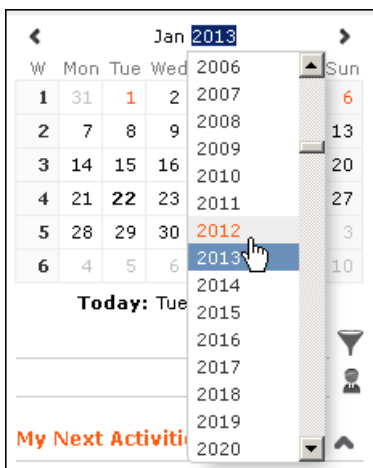 Jan 2013
W Mon Tue Wed 2006 Sun
1 31 1 2 2007 6
2 7 8 9 2008 13
2009
3 14 15 16 2010 20
4 21 22 23 2011 27
5 28 29 30 2012 3
2013
6 4 5 6 2014 10
Today: Tue 2015
2016
2017
2018
2019
My Next Activiti 2020